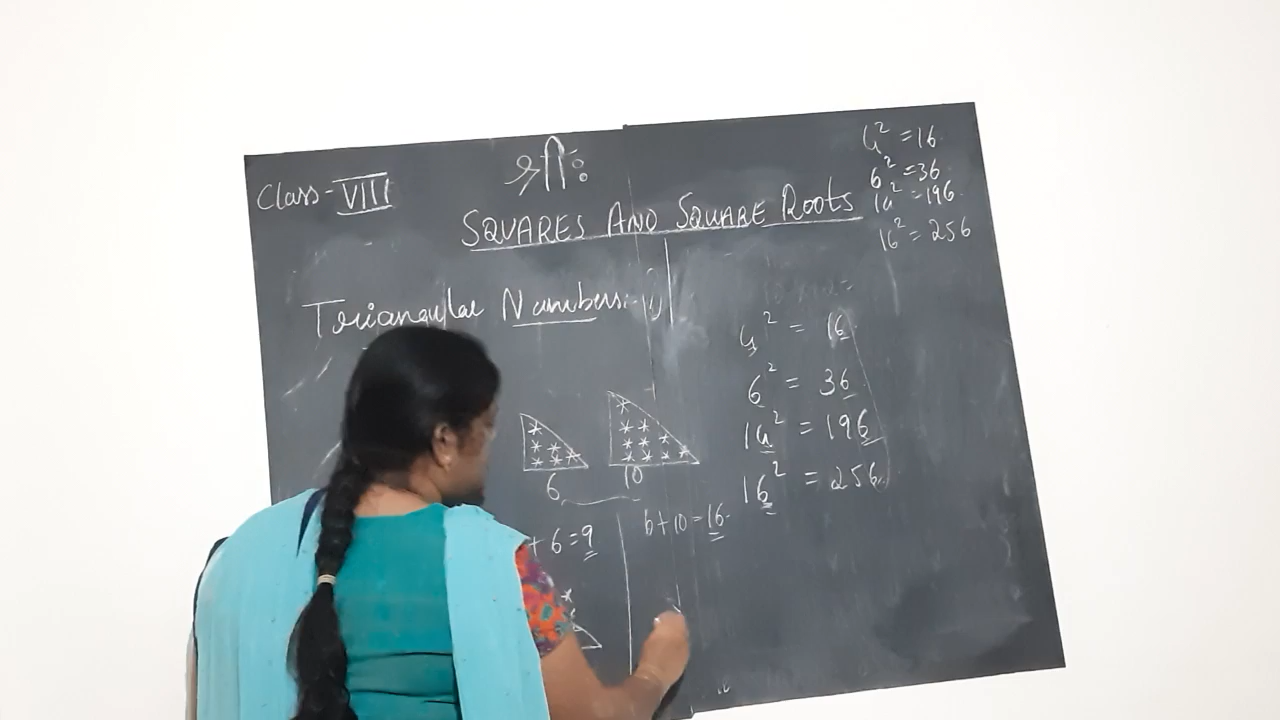 Class - VIII
SQUARES AND SQUARE ROOTS
4² = 16
6² = 36
14² = 196
16² = 256
Triangular Numbers:-
6
10
+ 6 = 9
6 + 10 = 16.
4² = 16
6² = 36
14² = 196
16² = 256